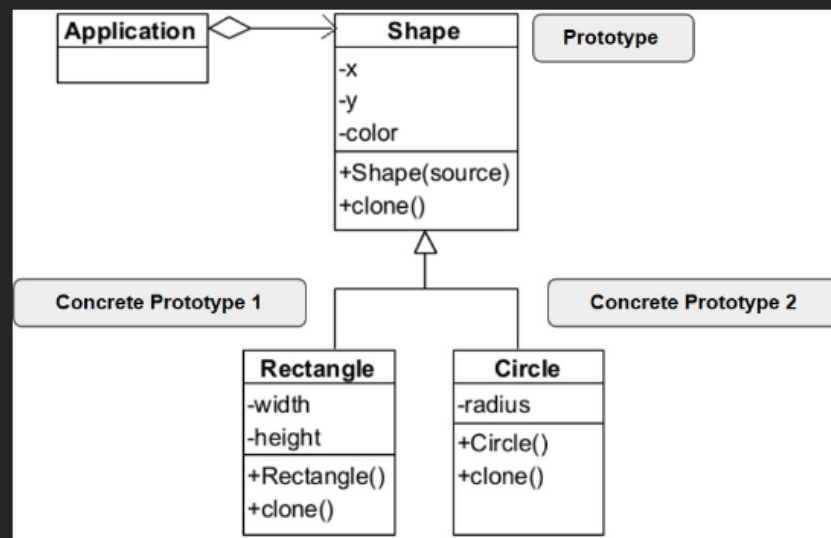 Application
Shape
Prototype
-x
-y
-color
+Shape(source)
+clone()
Concrete Prototype 1
Concrete Prototype 2
Rectangle
-width
-height
+Rectangle()
+clone()
Circle
-radius
+Circle()
+clone()